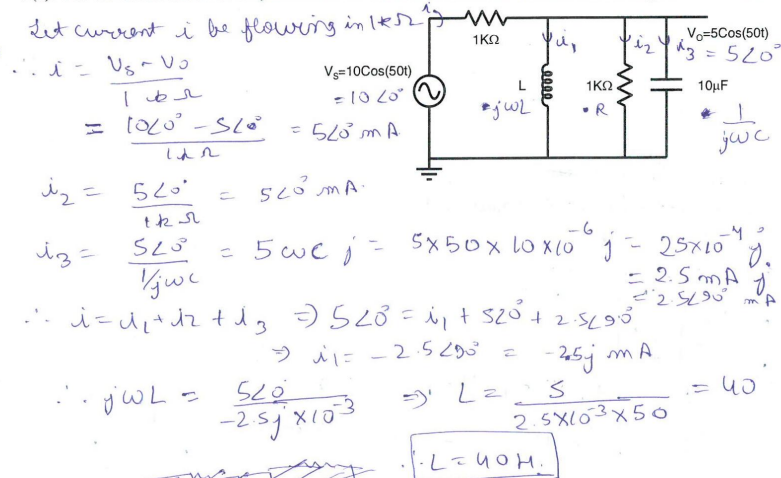 Let current i be flowing in 1kΩ
∴ i = Vs - Vo / 1kΩ
= 10∠0° - 5∠0° / 1kΩ = 5∠0° mA
i2 = 5∠0° / 1kΩ = 5∠0° mA.
i3 = 5∠0° / 1/jωc = 5ωc j = 5×50×10×10^-6 j = 25×10^-4 j
= 2.5 mA j
= 2.5∠90° mA
∴ i = i1 + i2 + i3 ⇒ 5∠0° = i1 + 5∠0° + 2.5∠90°
⇒ i1 = -2.5∠90° = -2.5j mA
∴ jωL = 5∠0° / -2.5j×10^-3 ⇒ L = 5 / 2.5×10^-3×50 = 40
∴ L = 40H.
i
1KΩ
Vs=10Cos(50t)
= 10∠0°
i1
L
• jωL
i2
1KΩ
• R
i3
Vo=5Cos(50t)
= 5∠0°
10μF
• 1/jωc